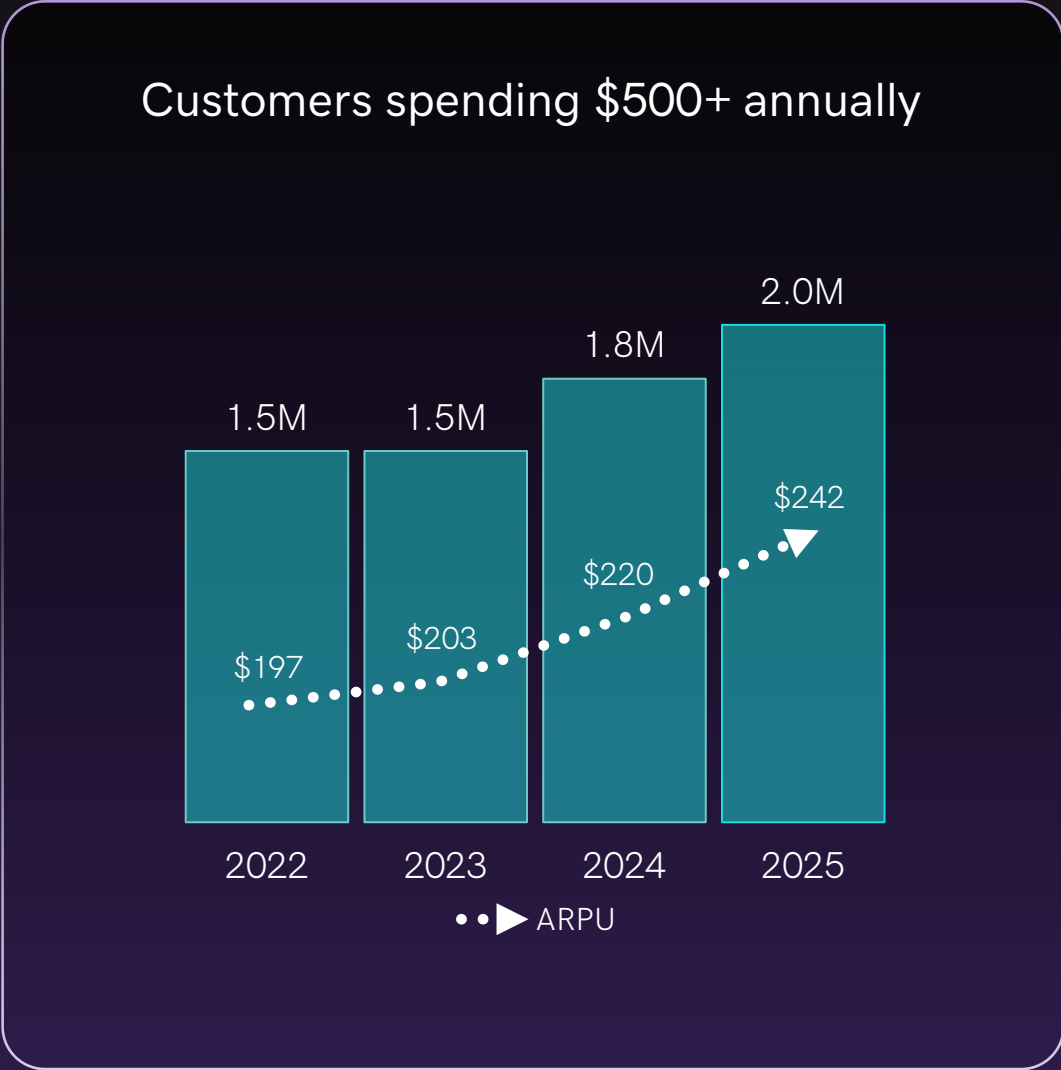 Customers spending $500+ annually
2.0M
1.8M
1.5M 1.5M
$242
$220
$203
$197
2022 2023 2024 2025
ARPU